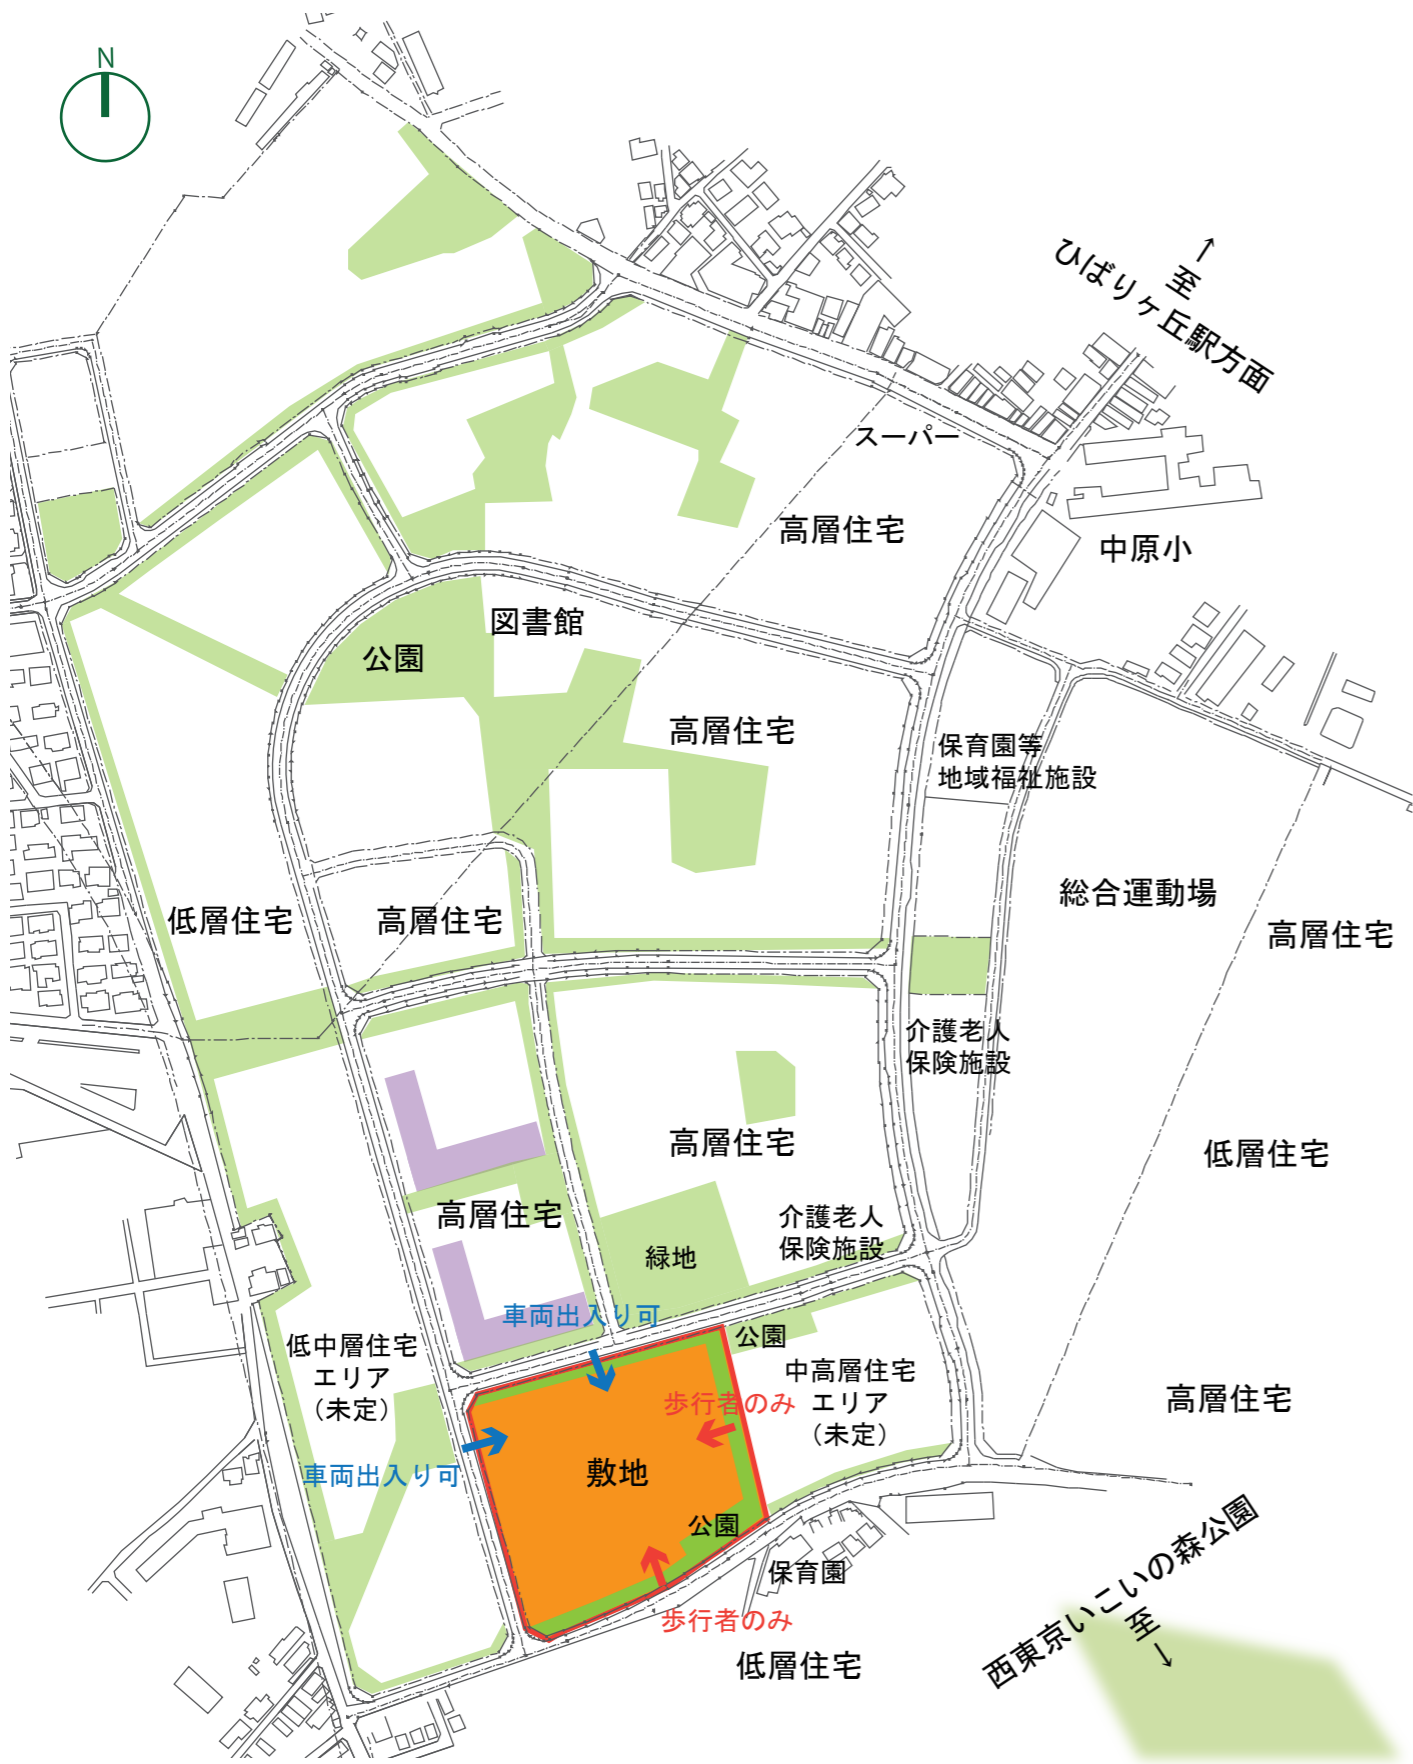 N
↑
至
ひばりヶ丘駅方面
スーパー
高層住宅
中原小
図書館
公園
高層住宅
保育園等
地域福祉施設
総合運動場
低層住宅
高層住宅
高層住宅
介護老人
保険施設
高層住宅
低層住宅
高層住宅
介護老人
保険施設
緑地
車両出入り可
公園
低中層住宅
エリア
（未定）
中高層住宅
エリア
（未定）
高層住宅
歩行者のみ
車両出入り可
敷地
公園
保育園
歩行者のみ
低層住宅
西東京いこいの森公園
至
↓